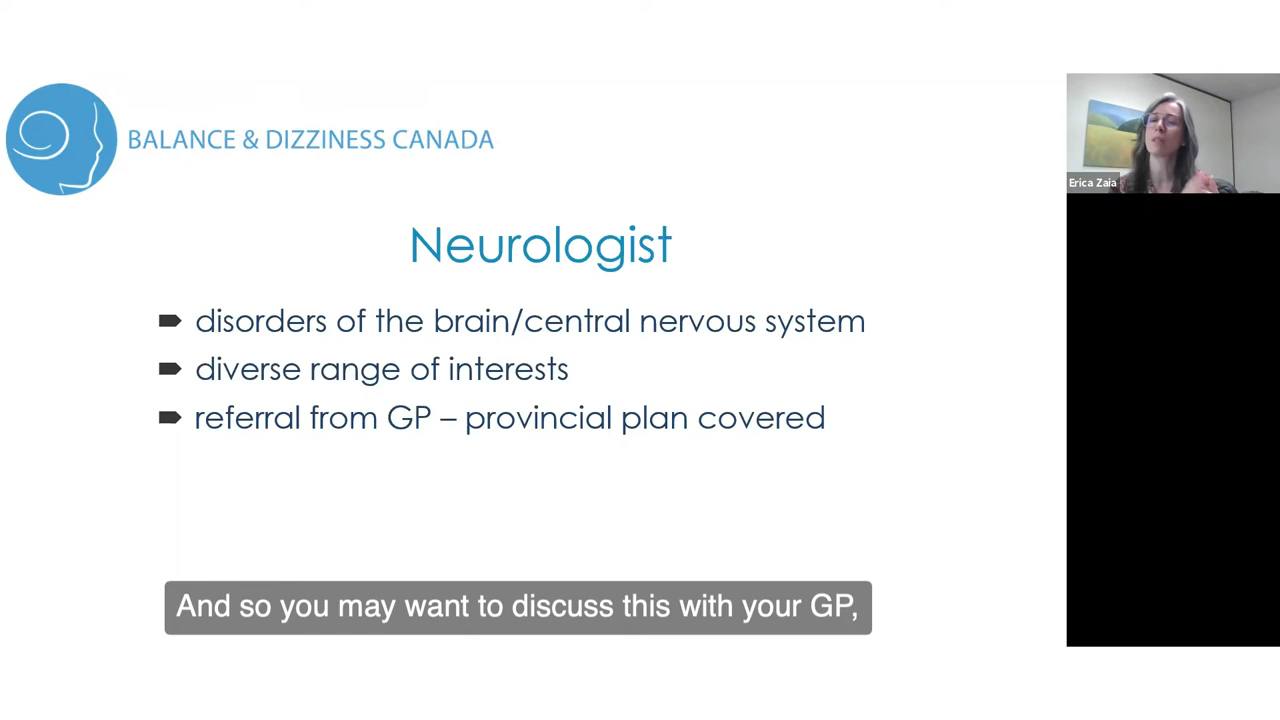 BALANCE & DIZZINESS CANADA
Erica Zaia
Neurologist
disorders of the brain/central nervous system
diverse range of interests
referral from GP – provincial plan covered
And so you may want to discuss this with your GP,